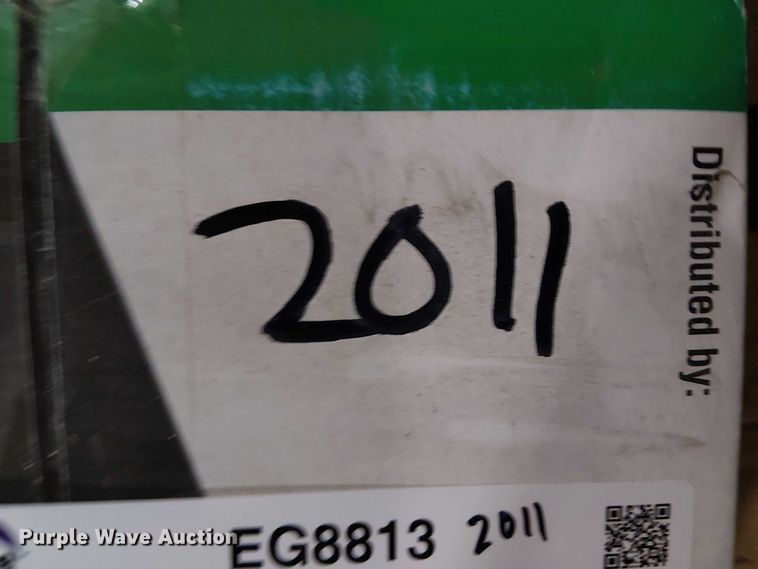 2011
Distributed by:
EG8813 2011
Purple Wave Auction